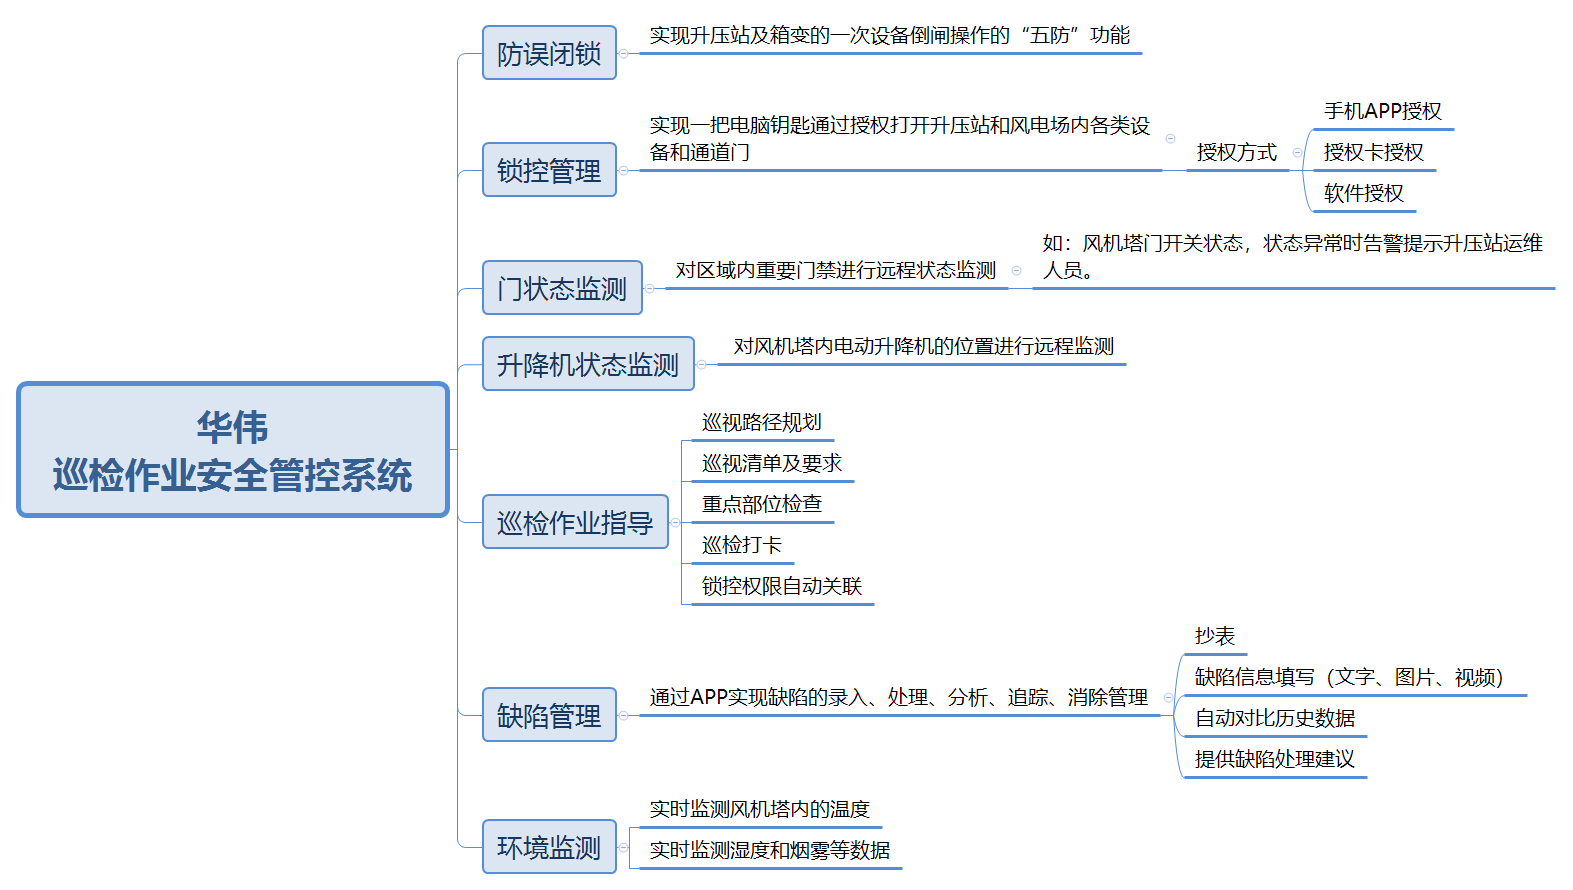 华伟
巡检作业安全管控系统
防误闭锁
实现升压站及箱变的一次设备倒闸操作的“五防”功能
锁控管理
实现一把电脑钥匙通过授权打开升压站和风电场内各类设
备和通道门
授权方式
手机APP授权
授权卡授权
软件授权
门状态监测
对区域内重要门禁进行远程状态监测
如：风机塔门开关状态，状态异常时告警提示升压站运维
人员。
升降机状态监测
对风机塔内电动升降机的位置进行远程监测
巡检作业指导
巡视路径规划
巡视清单及要求
重点部位检查
巡检打卡
锁控权限自动关联
缺陷管理
通过APP实现缺陷的录入、处理、分析、追踪、消除管理
抄表
缺陷信息填写（文字、图片、视频）
自动对比历史数据
提供缺陷处理建议
环境监测
实时监测风机塔内的温度
实时监测湿度和烟雾等数据